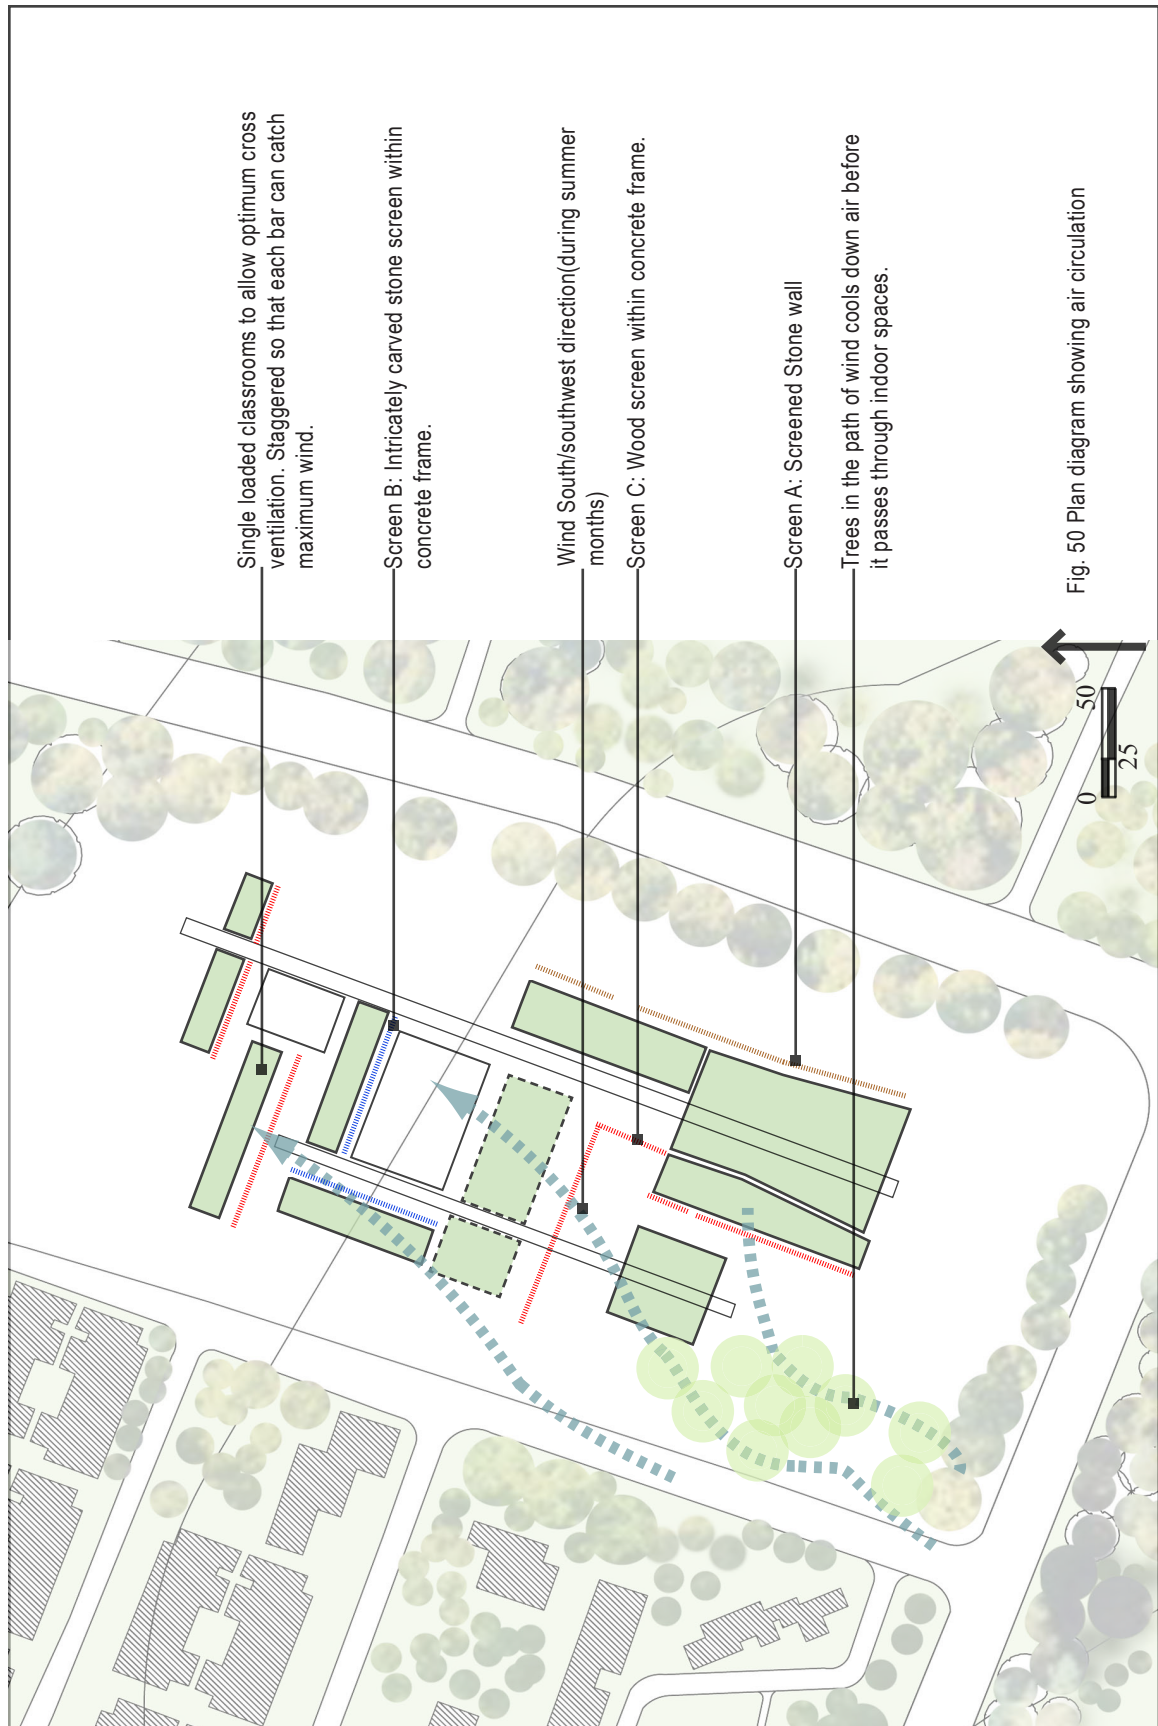 Single loaded classrooms to allow optimum cross
ventilation. Staggered so that each bar can catch
maximum wind.
Screen B: Intricately carved stone screen within
concrete frame.
Wind South/southwest direction(during summer
months)
Screen C: Wood screen within concrete frame.
Screen A: Screened Stone wall
Trees in the path of wind cools down air before
it passes through indoor spaces.
Fig. 50 Plan diagram showing air circulation
0
25
50